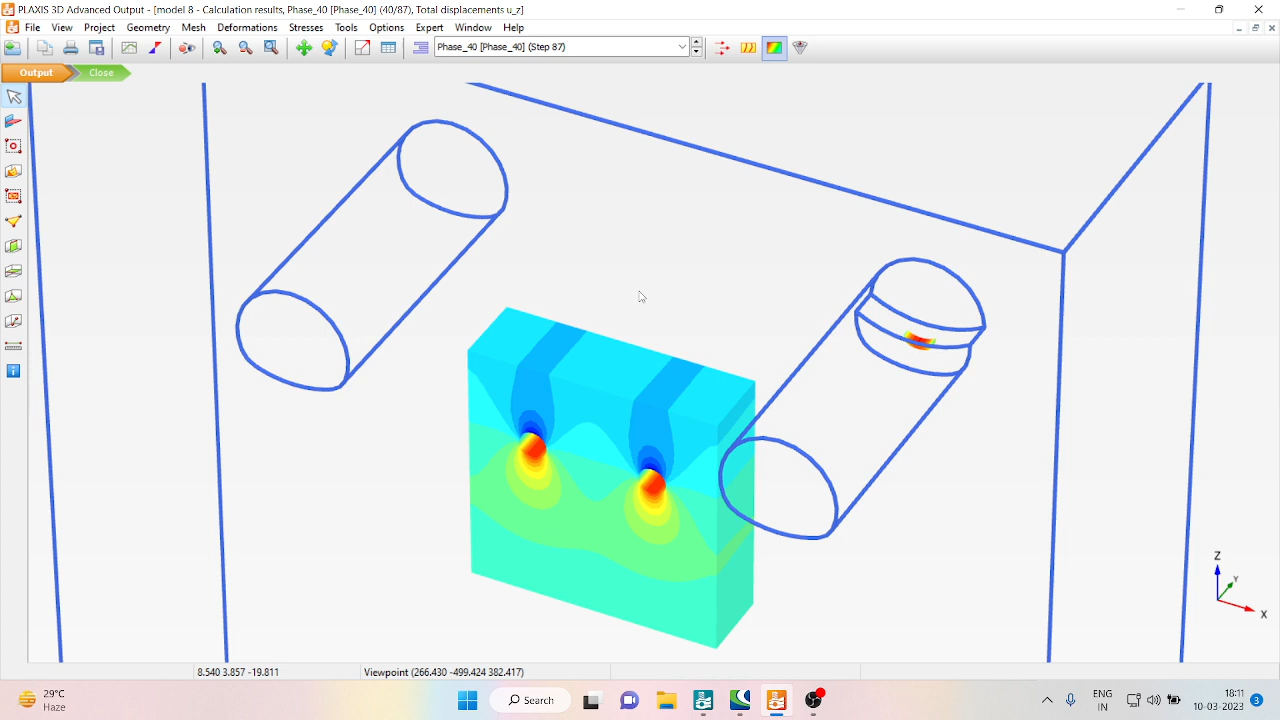 PLAXIS 3D Advanced Output - [model 8 - Calculation results, Phase_40 [Phase_40] (40/87), Total displacements u_z]
File View Project Geometry Mesh Deformations Stresses Tools Options Expert Window Help
Phase_40 [Phase_40] (Step 87)
Output Close
Z
Y
X
8.540 3.857 -19.811 Viewpoint (266.430 -499.424 382.417)
29°C
Haze
Search
ENG
IN
18:11
10-03-2023
3